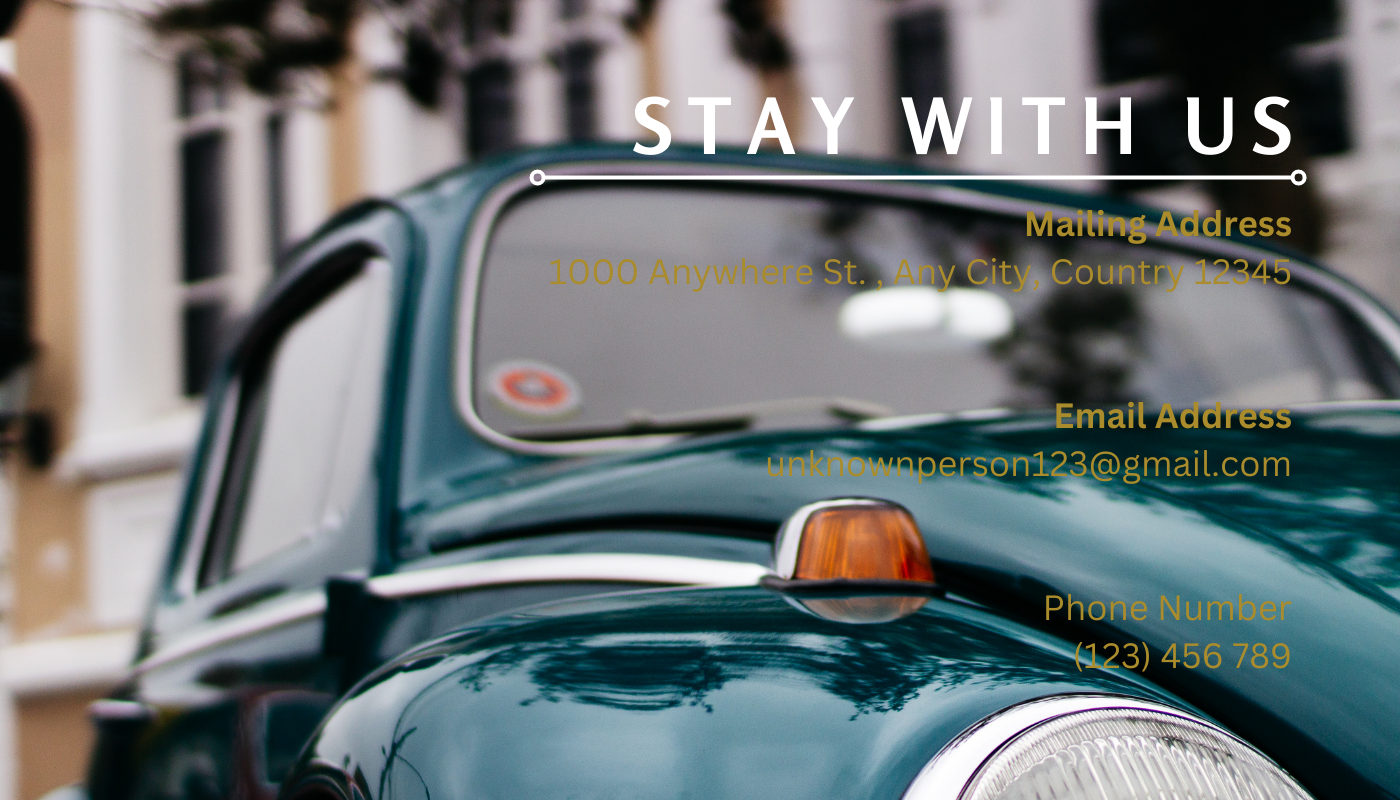 STAY WITH US
Mailing Address
1000 Anywhere St. , Any City, Country 12345
Email Address
unknownperson123@gmail.com
Phone Number
(123) 456 789